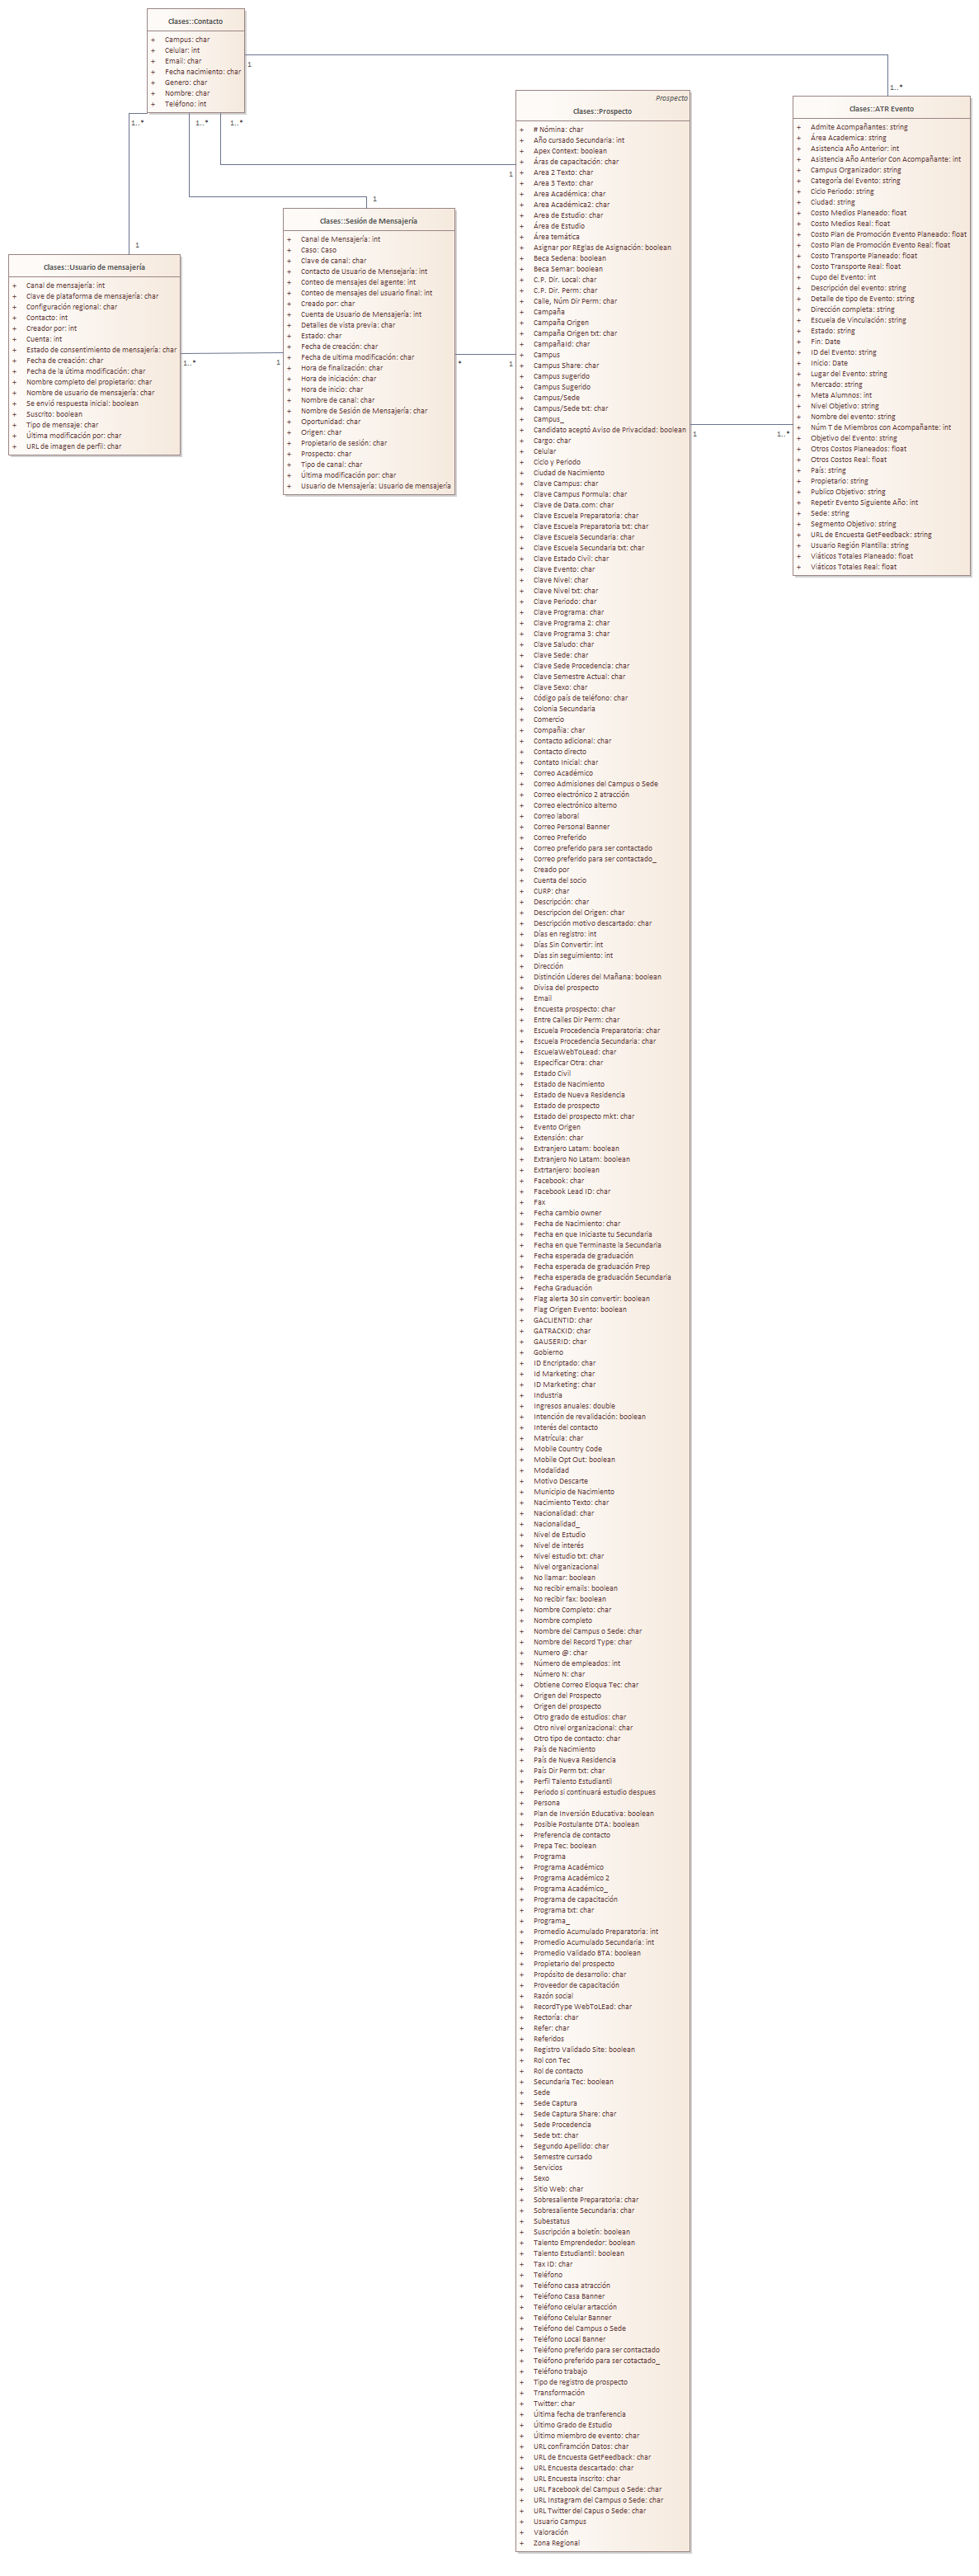 Clases::Contacto
+ Campus: char
+ Celular: int
+ Email: char
+ Fecha nacimiento: char
+ Genero: char
+ Nombre: char
+ Teléfono: int
1
1..*
1..*
1..*
1..*
1
1
1
Clases::Usuario de mensajería
+ Canal de mensajería: int
+ Clave de plataforma de mensajería: char
+ Configuración regional: char
+ Contacto: int
+ Creador por: int
+ Cuenta: int
+ Estado de consentimiento de mensajería: char
+ Fecha de creación: char
+ Fecha de la útima modificación: char
+ Nombre completo del propietario: char
+ Nombre de usuario de mensajería: char
+ Se envió respuesta inicial: boolean
+ Suscrito: boolean
+ Tipo de mensaje: char
+ Última modificación por: char
+ URL de imagen de perfil: char
1..*
1
Clases::Sesión de Mensajería
+ Canal de Mensajería: int
+ Caso: Caso
+ Clave de canal: char
+ Contacto de Usuario de Mensejaría: int
+ Conteo de mensajes del agente: int
+ Conteo de mensajes del usuario final: int
+ Creado por: char
+ Cuenta de Usuario de Mensajería: int
+ Detalles de vista previa: char
+ Estado: char
+ Fecha de creación: char
+ Fecha de ultima modificación: char
+ Hora de finalización: char
+ Hora de iniciación: char
+ Hora de inicio: char
+ Nombre de canal: char
+ Nombre de Sesión de Mensajería: char
+ Oportunidad: char
+ Origen: char
+ Propietario de sesión: char
+ Prospecto: char
+ Tipo de canal: char
+ Última modificación por: char
+ Usuario de Mensajería: Usuario de mensajería
*
1
Prospecto
Clases::Prospecto
+ # Nómina: char
+ Año cursado Secundaria: int
+ Apex Context: boolean
+ Áras de capacitación: char
+ Area 2 Texto: char
+ Area 3 Texto: char
+ Area Académica: char
+ Area Académica2: char
+ Area de Estudio: char
+ Área de Estudio
+ Área temática
+ Asignar por REglas de Asignación: boolean
+ Beca Sedena: boolean
+ Beca Semar: boolean
+ C.P. Dir. Local: char
+ C.P. Dir. Perm: char
+ Calle, Núm Dir Perm: char
+ Campaña
+ Campaña Origen
+ Campaña Origen txt: char
+ CampañaId: char
+ Campus
+ Campus Share: char
+ Campus sugerido
+ Campus Sugerido
+ Campus/Sede
+ Campus/Sede txt: char
+ Campus_
+ Candidato aceptó Aviso de Privacidad: boolean
+ Cargo: char
+ Celular
+ Ciclo y Periodo
+ Ciudad de Nacimiento
+ Clave Campus: char
+ Clave Campus Formula: char
+ Clave de Data.com: char
+ Clave Escuela Preparatoria: char
+ Clave Escuela Preparatoria txt: char
+ Clave Escuela Secundaria: char
+ Clave Escuela Secundaria txt: char
+ Clave Estado Civil: char
+ Clave Evento: char
+ Clave Nivel: char
+ Clave Nivel txt: char
+ Clave Periodo: char
+ Clave Programa: char
+ Clave Programa 2: char
+ Clave Programa 3: char
+ Clave Saludo: char
+ Clave Sede: char
+ Clave Sede Procedencia: char
+ Clave Semestre Actual: char
+ Clave Sexo: char
+ Código país de teléfono: char
+ Colonia Secundaria
+ Comercio
+ Compañía: char
+ Contacto adicional: char
+ Contacto directo
+ Contato Inicial: char
+ Correo Académico
+ Correo Admisiones del Campus o Sede
+ Correo electrónico 2 atracción
+ Correo electrónico alterno
+ Correo laboral
+ Correo Personal Banner
+ Correo Preferido
+ Correo preferido para ser contactado
+ Correo preferido para ser contactado_
+ Creado por
+ Cuenta del socio
+ CURP: char
+ Descripción: char
+ Descripcion del Origen: char
+ Descripción motivo descartado: char
+ Días en registro: int
+ Días Sin Convertir: int
+ Días sin seguimiento: int
+ Dirección
+ Distinción Líderes del Mañana: boolean
+ Divisa del prospecto
+ Email
+ Encuesta prospecto: char
+ Entre Calles Dir Perm: char
+ Escuela Procedencia Preparatoria: char
+ Escuela Procedencia Secundaria: char
+ EscuelaWebToLead: char
+ Especificar Otra: char
+ Estado Civil
+ Estado de Nacimiento
+ Estado de Nueva Residencia
+ Estado de prospecto
+ Estado del prospecto mkt: char
+ Evento Origen
+ Extensión: char
+ Extranjero Latam: boolean
+ Extranjero No Latam: boolean
+ Extrtanjero: boolean
+ Facebook: char
+ Facebook Lead ID: char
+ Fax
+ Fecha cambio owner
+ Fecha de Nacimiento: char
+ Fecha en que Iniciaste tu Secundaria
+ Fecha en que Terminaste la Secundaria
+ Fecha esperada de graduación
+ Fecha esperada de graduación Prep
+ Fecha esperada de graduación Secundaria
+ Fecha Graduación
+ Flag alerta 30 sin convertir: boolean
+ Flag Origen Evento: boolean
+ GACLIENTID: char
+ GATRACKID: char
+ GAUSERID: char
+ Gobierno
+ ID Encriptado: char
+ Id Marketing: char
+ ID Marketing: char
+ Industria
+ Ingresos anuales: double
+ Intención de revalidación: boolean
+ Interés del contacto
+ Matrícula: char
+ Mobile Country Code
+ Mobile Opt Out: boolean
+ Modalidad
+ Motivo Descarte
+ Municipio de Nacimiento
+ Nacimiento Texto: char
+ Nacionalidad: char
+ Nacionalidad_
+ Nivel de Estudio
+ Nivel de interés
+ Nivel estudio txt: char
+ Nivel organizacional
+ No llamar: boolean
+ No recibir emails: boolean
+ No recibir fax: boolean
+ Nombre Completo: char
+ Nombre completo
+ Nombre del Campus o Sede: char
+ Nombre del Record Type: char
+ Numero @: char
+ Número de empleados: int
+ Número N: char
+ Obtiene Correo Eloqua Tec: char
+ Origen del Prospecto
+ Origen del prospecto
+ Otro grado de estudios: char
+ Otro nivel organizacional: char
+ Otro tipo de contacto: char
+ País de Nacimiento
+ País de Nueva Residencia
+ País Dir Perm txt: char
+ Perfil Talento Estudiantil
+ Periodo si continuará estudio despues
+ Persona
+ Plan de Inversión Educativa: boolean
+ Posible Postulante DTA: boolean
+ Preferencia de contacto
+ Prepa Tec: boolean
+ Programa
+ Programa Académico
+ Programa Académico 2
+ Programa Académico_
+ Programa de capacitación
+ Programa txt: char
+ Programa_
+ Promedio Acumulado Preparatoria: int
+ Promedio Acumulado Secundaria: int
+ Promedio Validado BTA: boolean
+ Propietario del prospecto
+ Propósito de desarrollo: char
+ Proveedor de capacitación
+ Razón social
+ RecordType WebToLEad: char
+ Rectoría: char
+ Refer: char
+ Referidos
+ Registro Validado Site: boolean
+ Rol con Tec
+ Rol de contacto
+ Secundaria Tec: boolean
+ Sede
+ Sede Captura
+ Sede Captura Share: char
+ Sede Procedencia
+ Sede txt: char
+ Segundo Apellido: char
+ Semestre cursado
+ Servicios
+ Sexo
+ Sitio Web: char
+ Sobresaliente Preparatoria: char
+ Sobresaliente Secundaria: char
+ Subestatus
+ Suscripción a boletín: boolean
+ Talento Emprendedor: boolean
+ Talento Estudiantil: boolean
+ Tax ID: char
+ Teléfono
+ Teléfono casa atracción
+ Teléfono Casa Banner
+ Teléfono celular artacción
+ Teléfono Celular Banner
+ Teléfono del Campus o Sede
+ Teléfono Local Banner
+ Teléfono preferido para ser contactado
+ Teléfono preferido para ser cotactado_
+ Teléfono trabajo
+ Tipo de registro de prospecto
+ Transformación
+ Twitter: char
+ Última fecha de tranferencia
+ Último Grado de Estudio
+ Último miembro de evento: char
+ URL confiramción Datos: char
+ URL de Encuesta GetFeedback: char
+ URL Encuesta descartado: char
+ URL Encuesta inscrito: char
+ URL Facebook del Campus o Sede: char
+ URL Instagram del Campus o Sede: char
+ URL Twitter del Capus o Sede: char
+ Usuario Campus
+ Valoración
+ Zona Regional
1
1..*
Clases::ATR Evento
+ Admite Acompañantes: string
+ Área Academica: string
+ Asistencia Año Anterior: int
+ Asistencia Año Anterior Con Acompañante: int
+ Campus Organizador: string
+ Categoría del Evento: string
+ Ciclo Periodo: string
+ Ciudad: string
+ Costo Medios Planeado: float
+ Costo Medios Real: float
+ Costo Plan de Promoción Evento Planeado: float
+ Costo Plan de Promoción Evento Real: float
+ Costo Transporte Planeado: float
+ Costo Transporte Real: float
+ Cupo del Evento: int
+ Descripción del evento: string
+ Detalle de tipo de Evento: string
+ Dirección completa: string
+ Escuela de Vinculación: string
+ Estado: string
+ Fin: Date
+ ID del Evento: string
+ Inicio: Date
+ Lugar del Evento: string
+ Mercado: string
+ Meta Alumnos: int
+ Nivel Objetivo: string
+ Nombre del evento: string
+ Núm T de Miembros con Acompañante: int
+ Objetivo del Evento: string
+ Otros Costos Planeados: float
+ Otros Costos Real: float
+ País: string
+ Propietario: string
+ Publico Objetivo: string
+ Repetir Evento Siguiente Año: int
+ Sede: string
+ Segmento Objetivo: string
+ URL de Encuesta GetFeedback: string
+ Usuario Región Plantilla: string
+ Viáticos Totales Planeado: float
+ Viáticos Totales Real: float